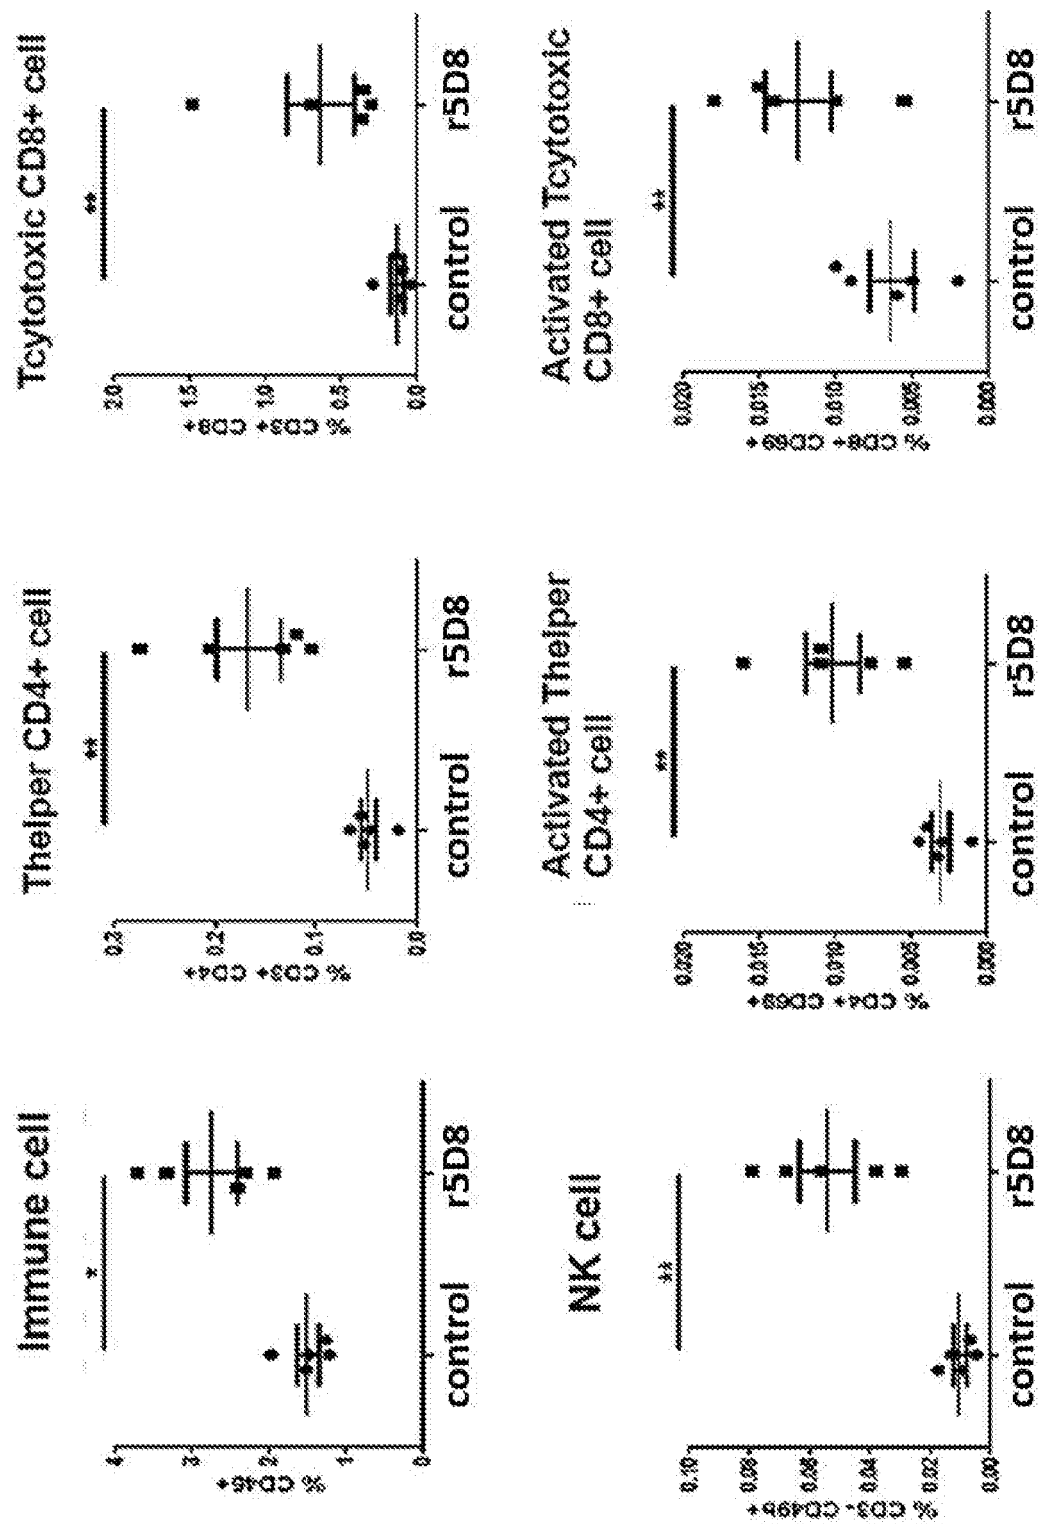 Immune cell
*
% CD45+
4
3
2
1
0
control
r5D8
Thelper CD4+ cell
**
% CD3+ CD4+
0.3
0.2
0.1
0.0
control
r5D8
Tcytotoxic CD8+ cell
**
% CD3+ CD8+
2.0
1.5
1.0
0.5
0.0
control
r5D8
NK cell
**
% CD3- CD49b+
0.10
0.08
0.06
0.04
0.02
0.00
control
r5D8
Activated Thelper
CD4+ cell
**
% CD4+ CD69+
0.020
0.015
0.010
0.005
0.000
control
r5D8
Activated Tcytotoxic
CD8+ cell
**
% CD8+ CD69+
0.020
0.015
0.010
0.005
0.000
control
r5D8